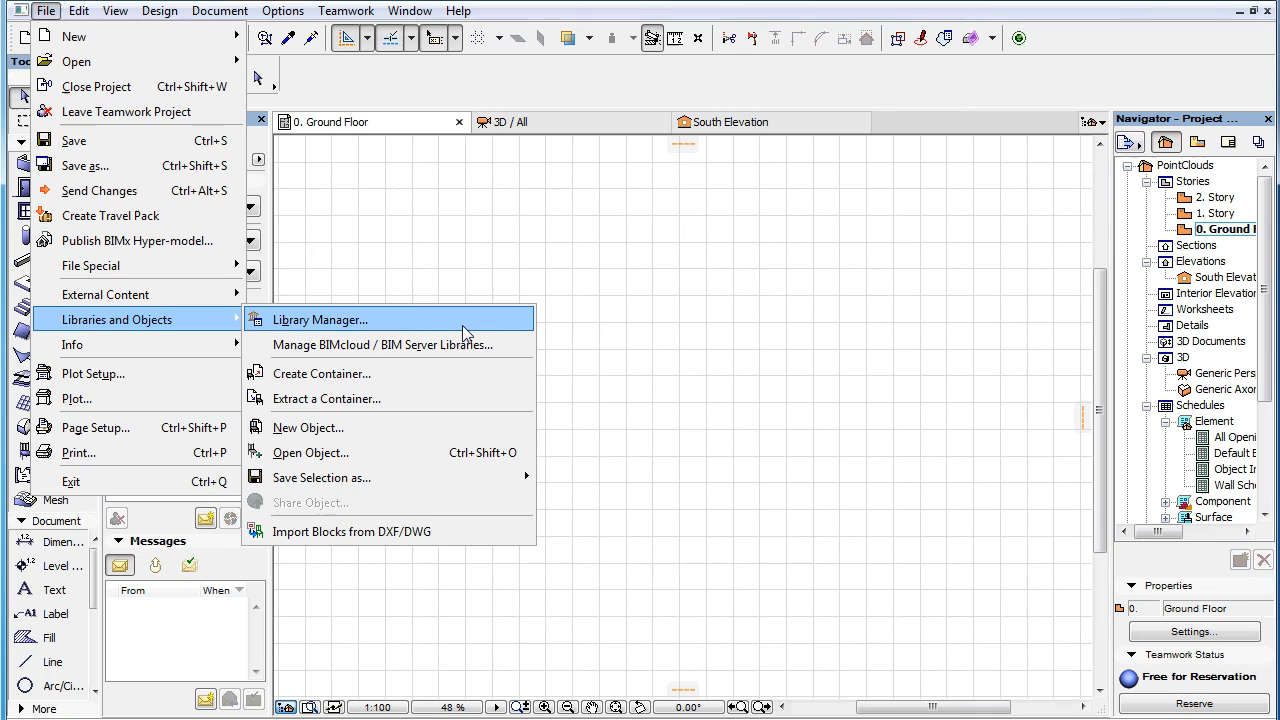 File Edit View Design Document Options Teamwork Window Help
New
Open
Close Project Ctrl+Shift+W
Leave Teamwork Project
Save Ctrl+S
Save as... Ctrl+Shift+S
Send Changes Ctrl+Alt+S
Create Travel Pack
Publish BIMx Hyper-model...
File Special
External Content
Libraries and Objects
Info
Plot Setup...
Plot...
Page Setup... Ctrl+Shift+P
Print... Ctrl+P
Exit Ctrl+Q
Library Manager...
Manage BIMcloud / BIM Server Libraries...
Create Container...
Extract a Container...
New Object...
Open Object... Ctrl+Shift+O
Save Selection as...
Share Object...
Import Blocks from DXF/DWG
Too
0. Ground Floor
3D / All
South Elevation
Mesh
Document
Dimen...
Level ...
Text
A1 Label
Fill
Line
Arc/Ci...
More
Messages
From When
1:100 48 % 0.00°
Navigator - Project ...
PointClouds
Stories
2. Story
1. Story
0. Ground F
Sections
Elevations
South Elevat
Interior Elevation
Worksheets
Details
3D Documents
3D
Generic Pers
Generic Axor
Schedules
Element
All Openi
Default E
Object In
Wall Sche
Component
Surface
Properties
0. Ground Floor
Settings...
Teamwork Status
Free for Reservation
Reserve